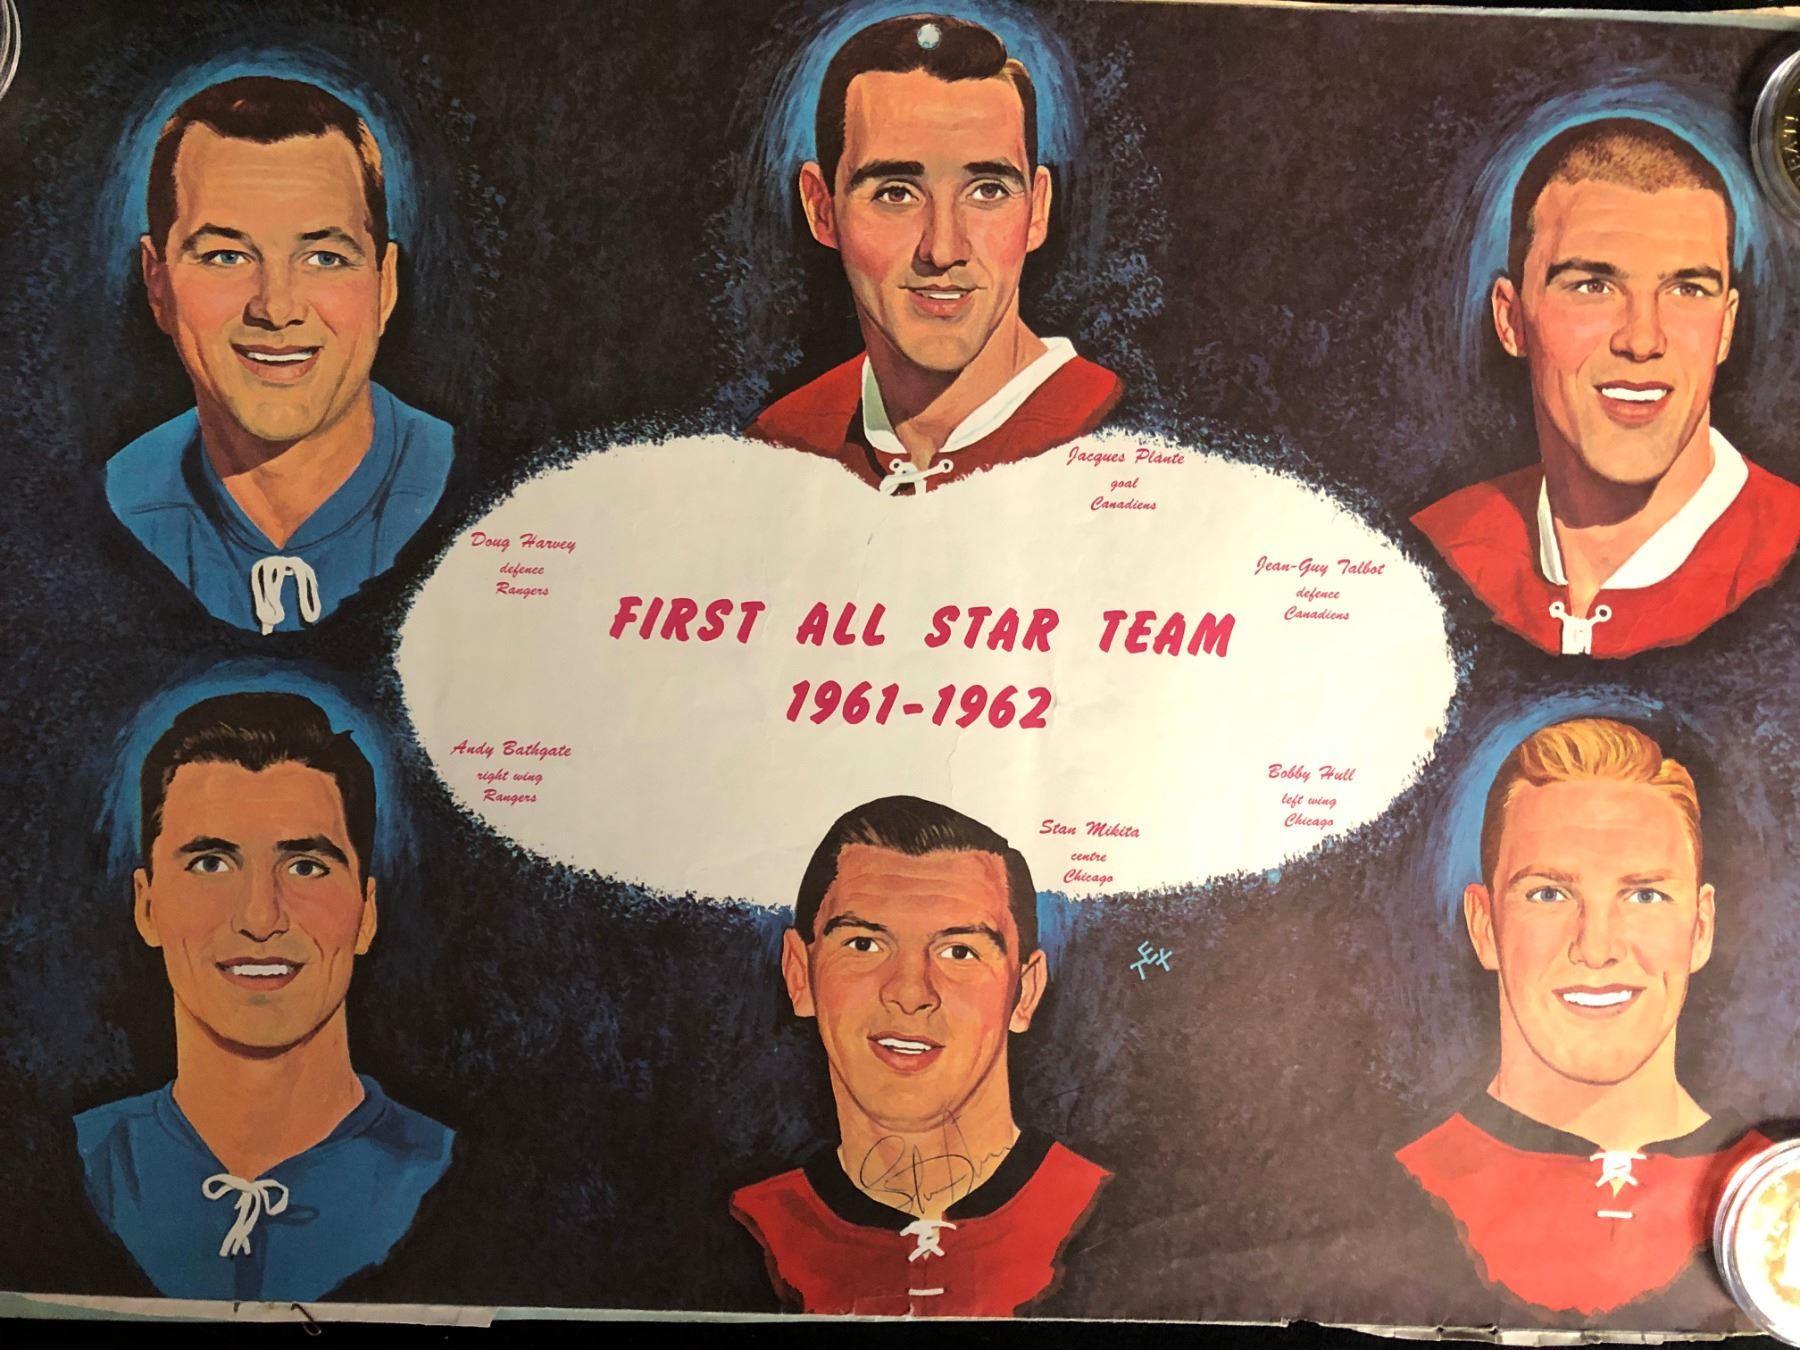 Jacques Plante
goal
Canadiens
Doug Harvey
defence
Rangers
Jean-Guy Talbot
defence
Canadiens
FIRST ALL STAR TEAM
1961-1962
Andy Bathgate
right wing
Rangers
Bobby Hull
left wing
Chicago
Stan Mikita
centre
Chicago
TEX
Stan